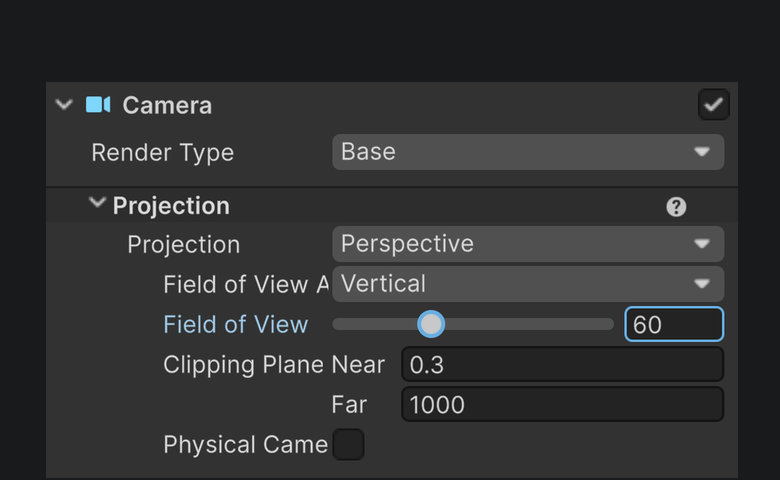 Camera
Render Type Base
Projection ?
Projection Perspective
Field of View A Vertical
Field of View 60
Clipping Plane Near 0.3
Far 1000
Physical Came